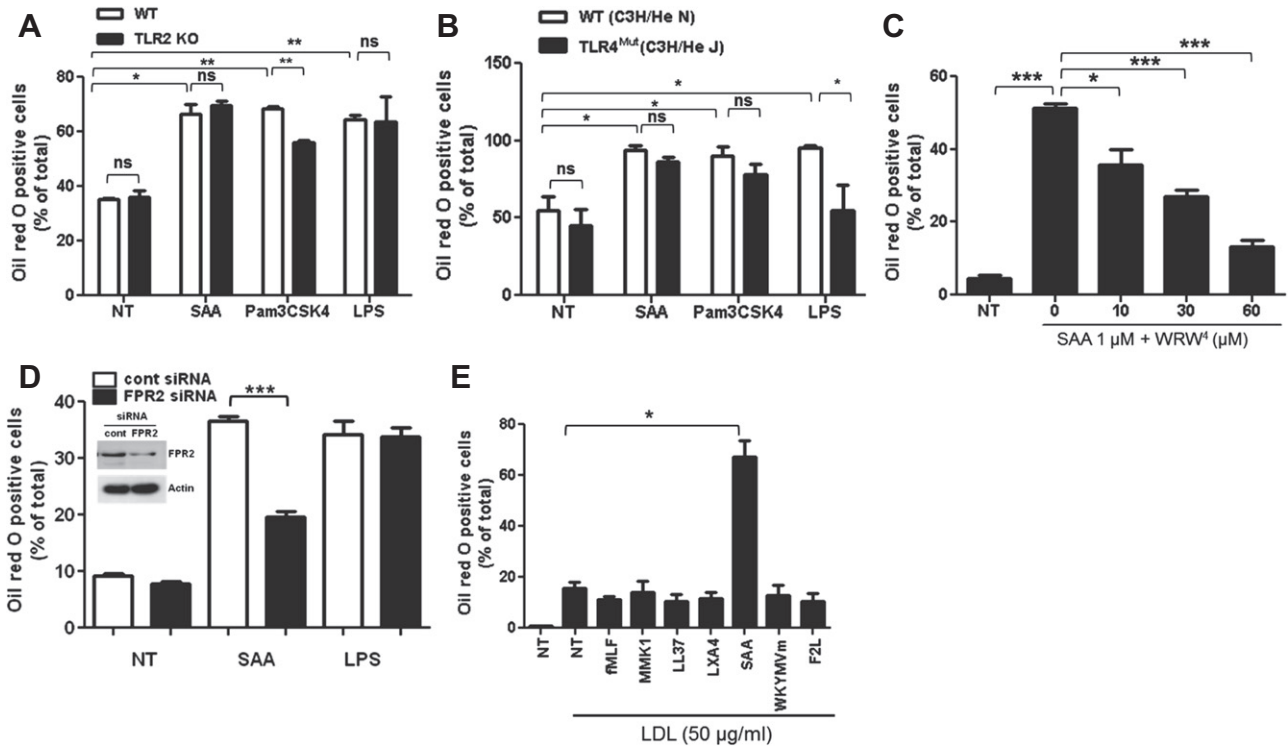 A
WT
TLR2 KO
**
ns
**
**
*
ns
ns
80
60
40
20
0
Oil red O positive cells
(% of total)
NT SAA Pam3CSK4 LPS
B
WT (C3H/He N)
TLR4Mut (C3H/He J)
*
*
*
ns
*
ns
ns
150
100
50
0
Oil red O positive cells
(% of total)
NT SAA Pam3CSK4 LPS
C
***
***
***
*
60
40
20
0
Oil red O positive cells
(% of total)
NT 0 10 30 60
SAA 1 µM + WRW4 (µM)
D
cont siRNA
FPR2 siRNA
***
siRNA
cont FPR2
FPR2
Actin
40
30
20
10
0
Oil red O positive cells
(% of total)
NT SAA LPS
E
*
80
60
40
20
0
Oil red O positive cells
(% of total)
NT
NT
fMLF
MMK1
LL37
LXA4
SAA
WKYMVm
F2L
LDL (50 µg/ml)